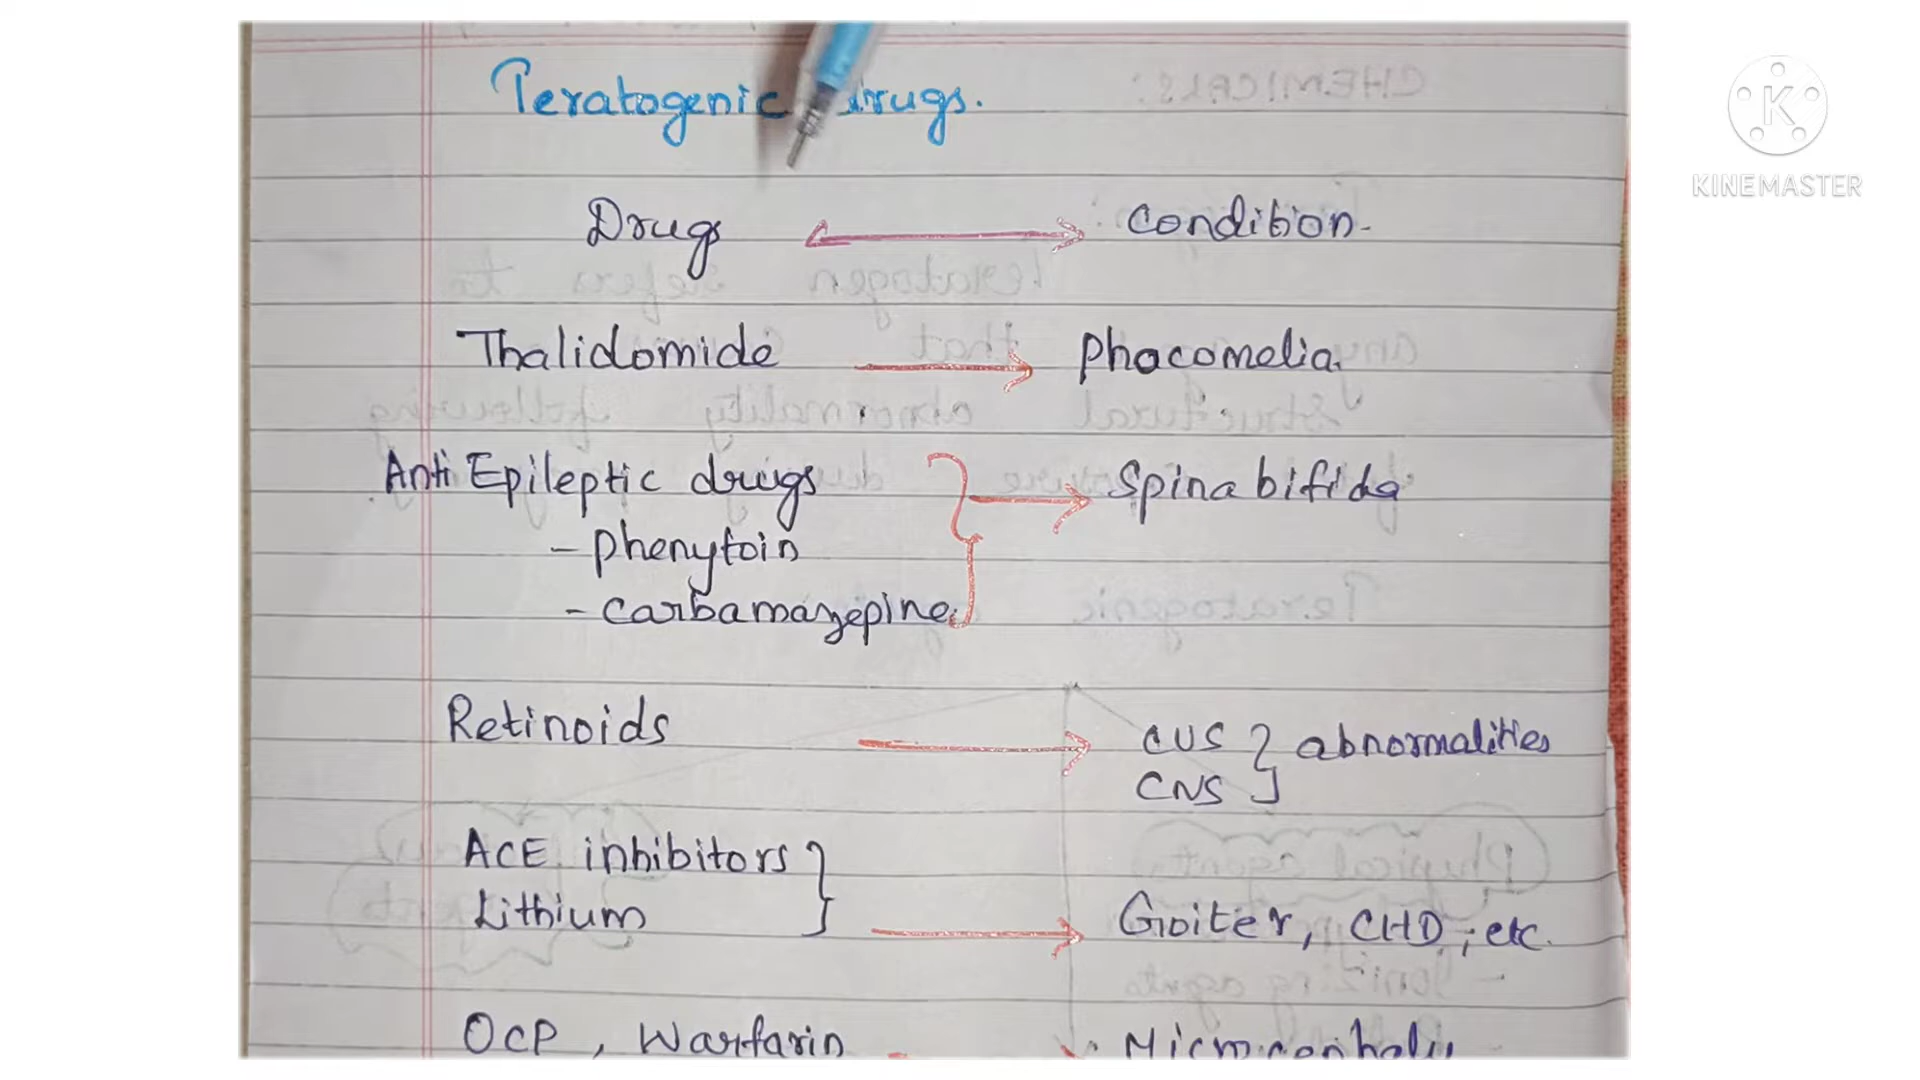 Teratogenic drugs.
Drugs ↔ Condition.
Thalidomide → Phocomelia.
Anti Epileptic drugs } → Spina bifida
- Phenytoin
- Carbamazepine
Retinoids → CVS } abnormalities
CNS
ACE inhibitors }
Lithium → Goiter, CHD, etc.
OCP, Warfarin
KINEMASTER